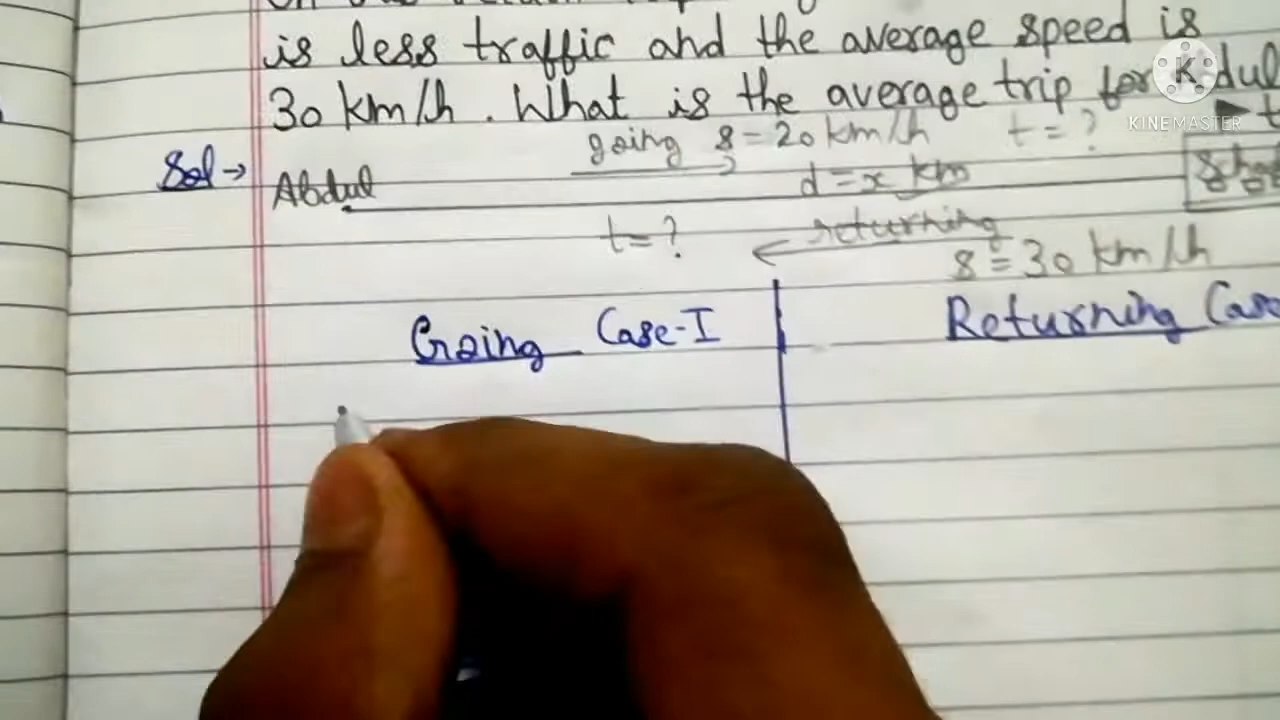 is less traffic and the average speed is
30 km/h. What is the average trip for
KINEMASTER
going s = 20 km/h t = ?
Sol → Abdul d = x km
t = ? returning
s = 30 km/h
Going Case-I Returning